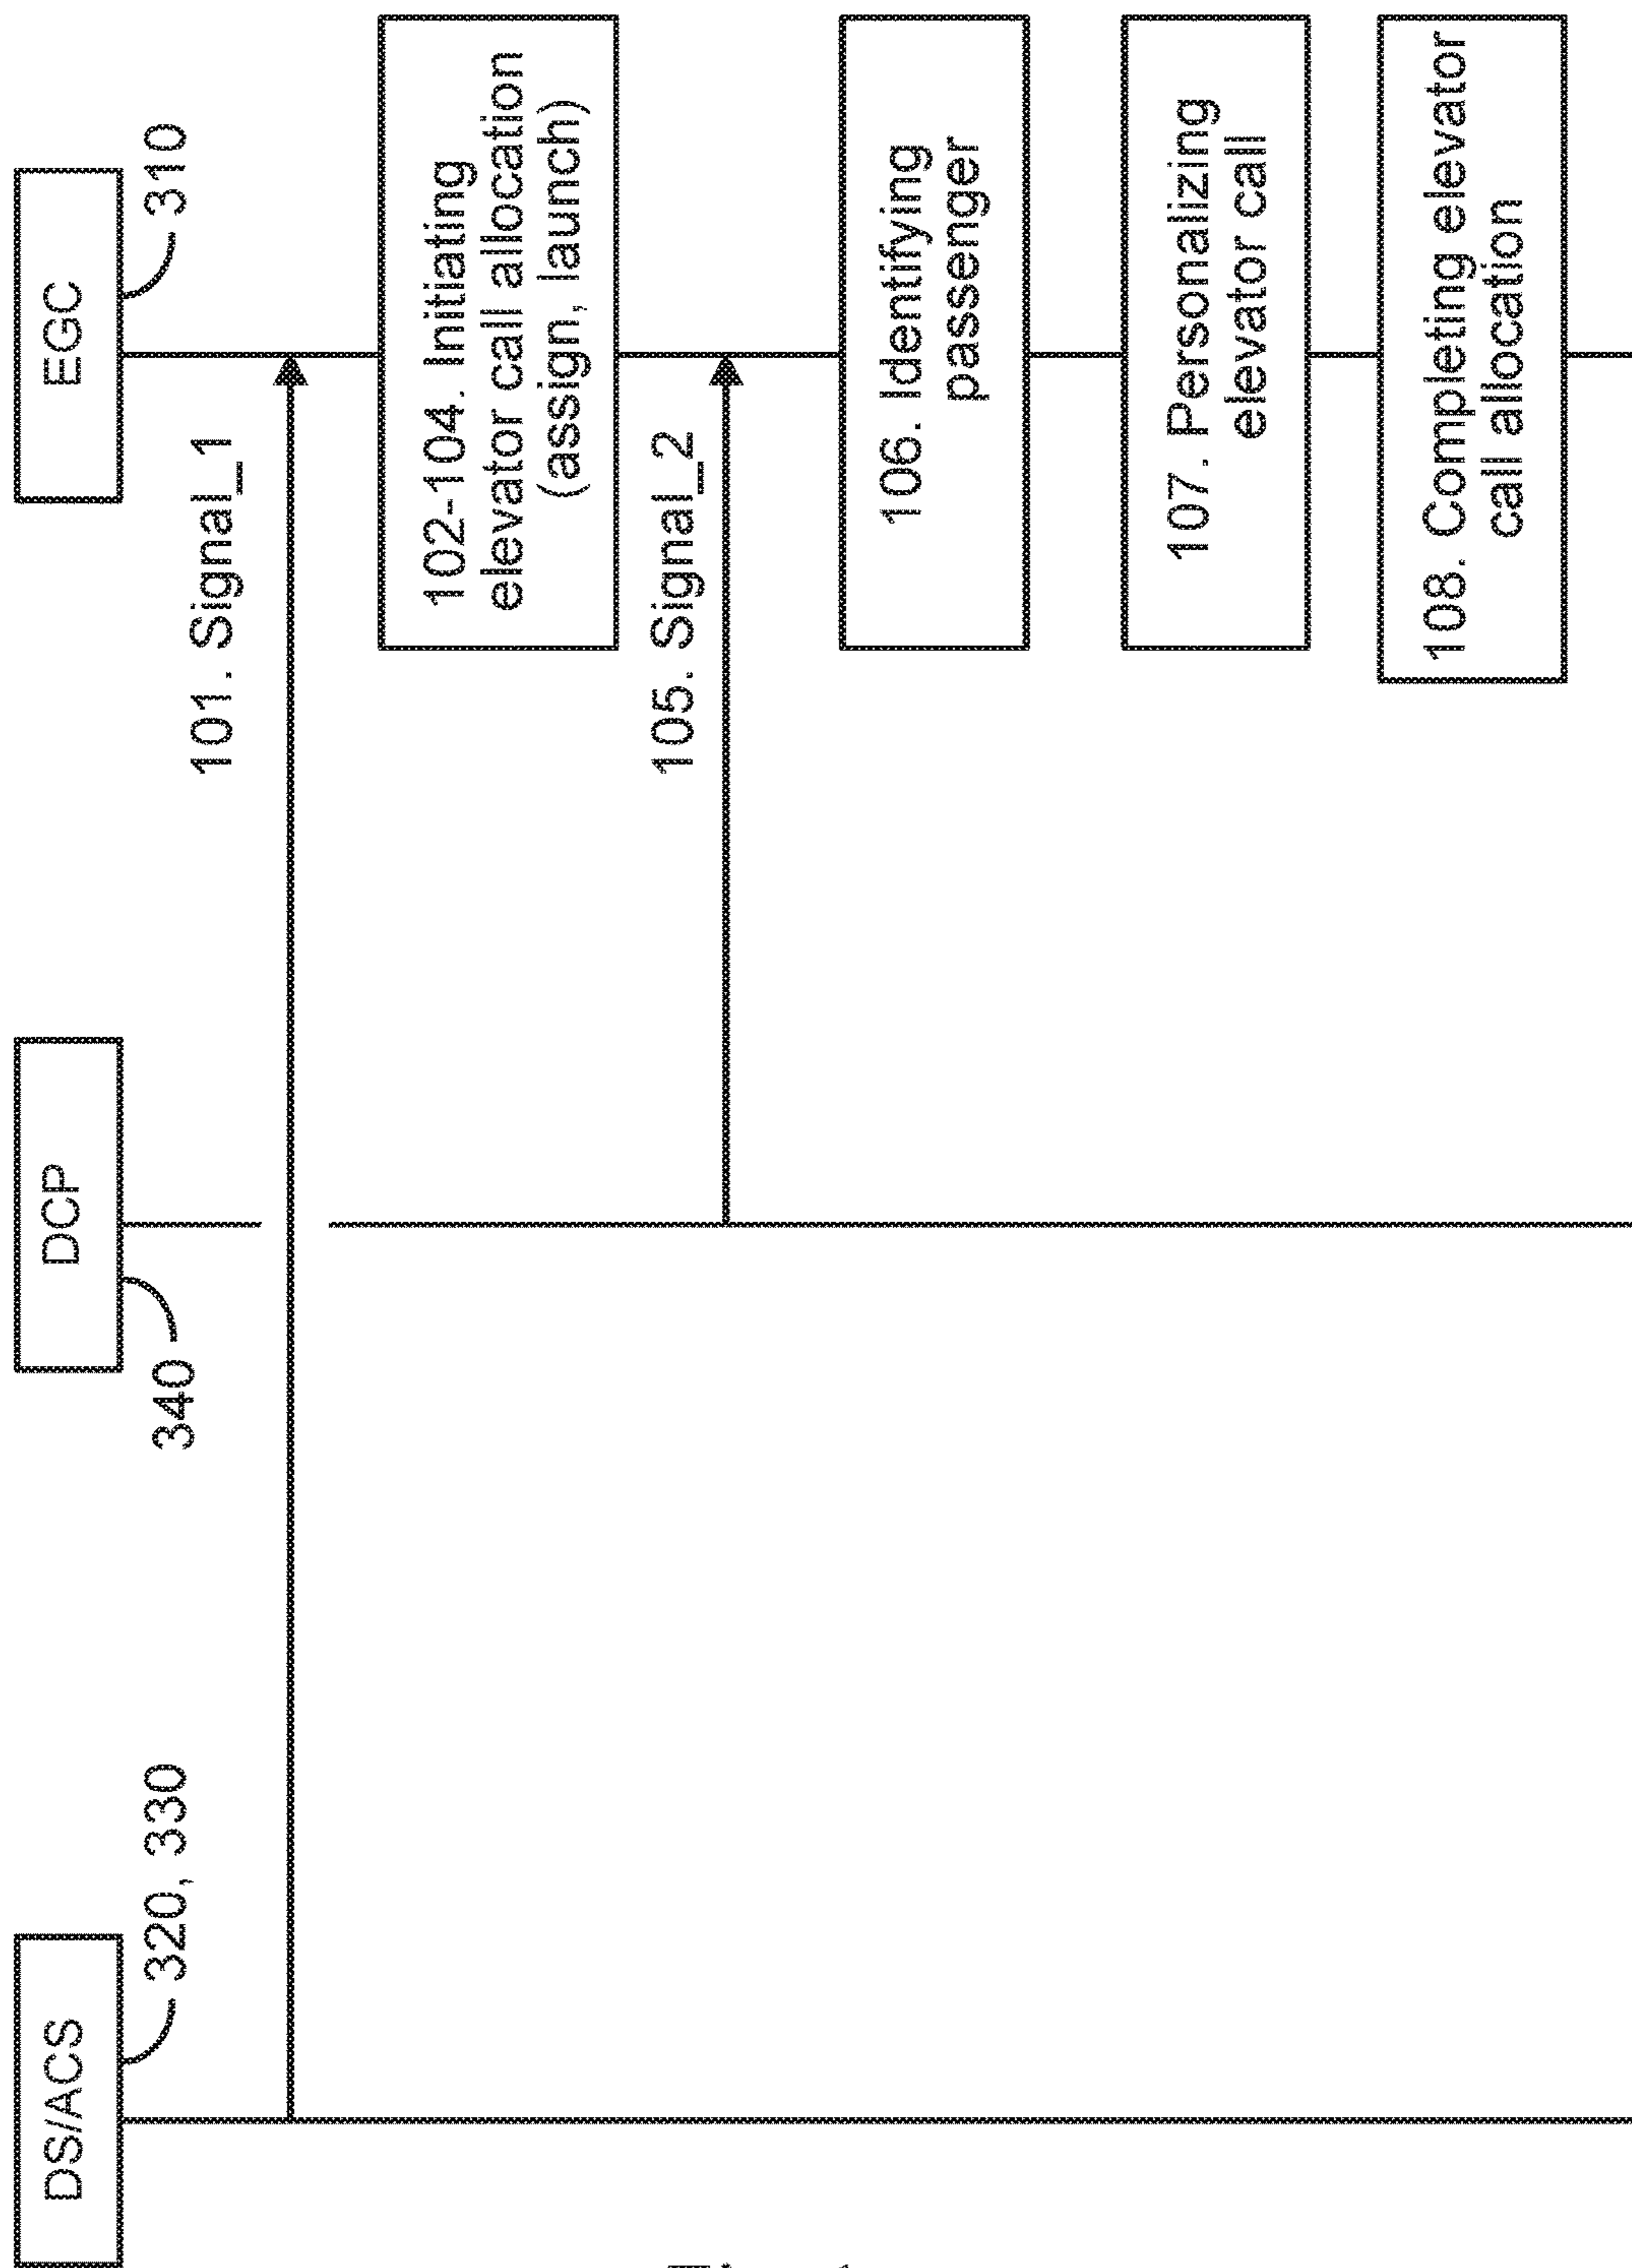 DS/ACS
320, 330
DCP
340
EGC
310
101. Signal_1
102-104. Initiating
elevator call allocation
(assign, launch)
105. Signal_2
106. Identifying
passenger
107. Personalizing
elevator call
108. Completing elevator
call allocation